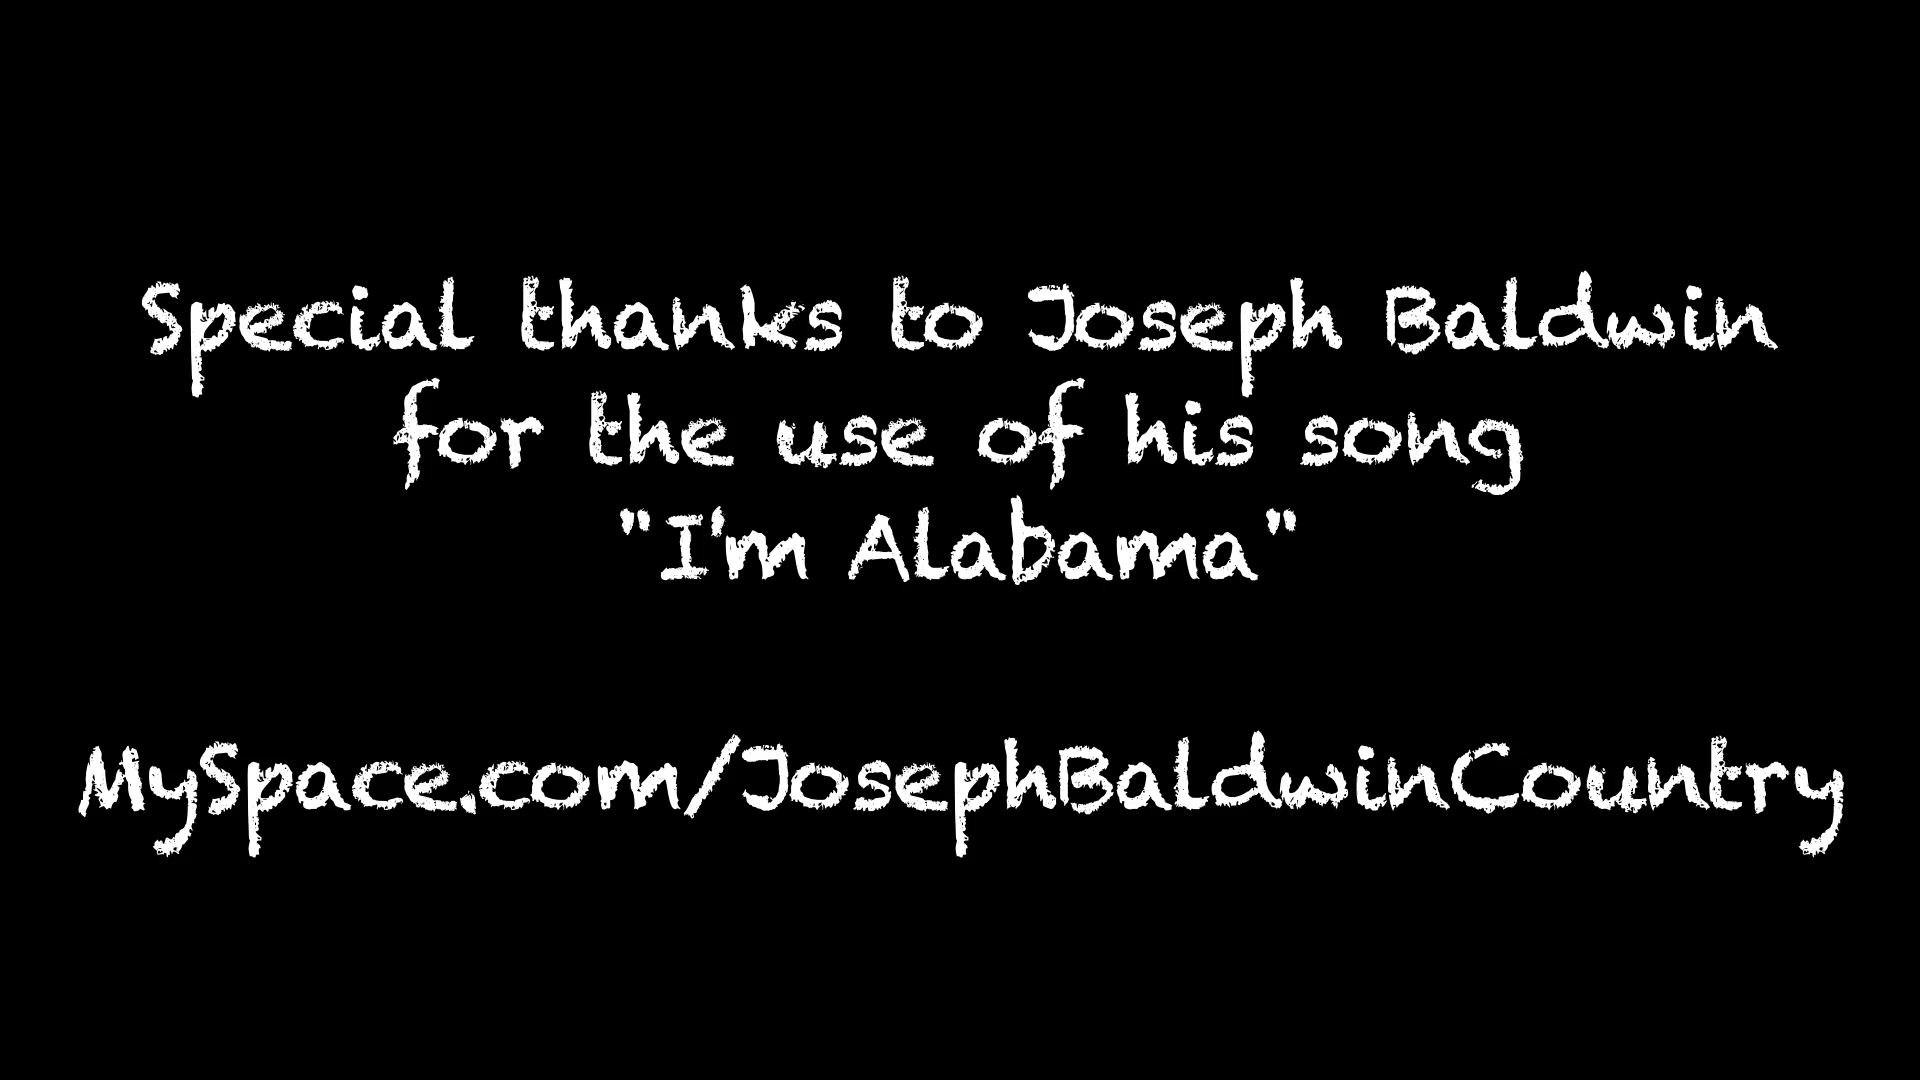 Special thanks to Joseph Baldwin
for the use of his song
"I'm Alabama"
MySpace.com/JosephBaldwinCountry